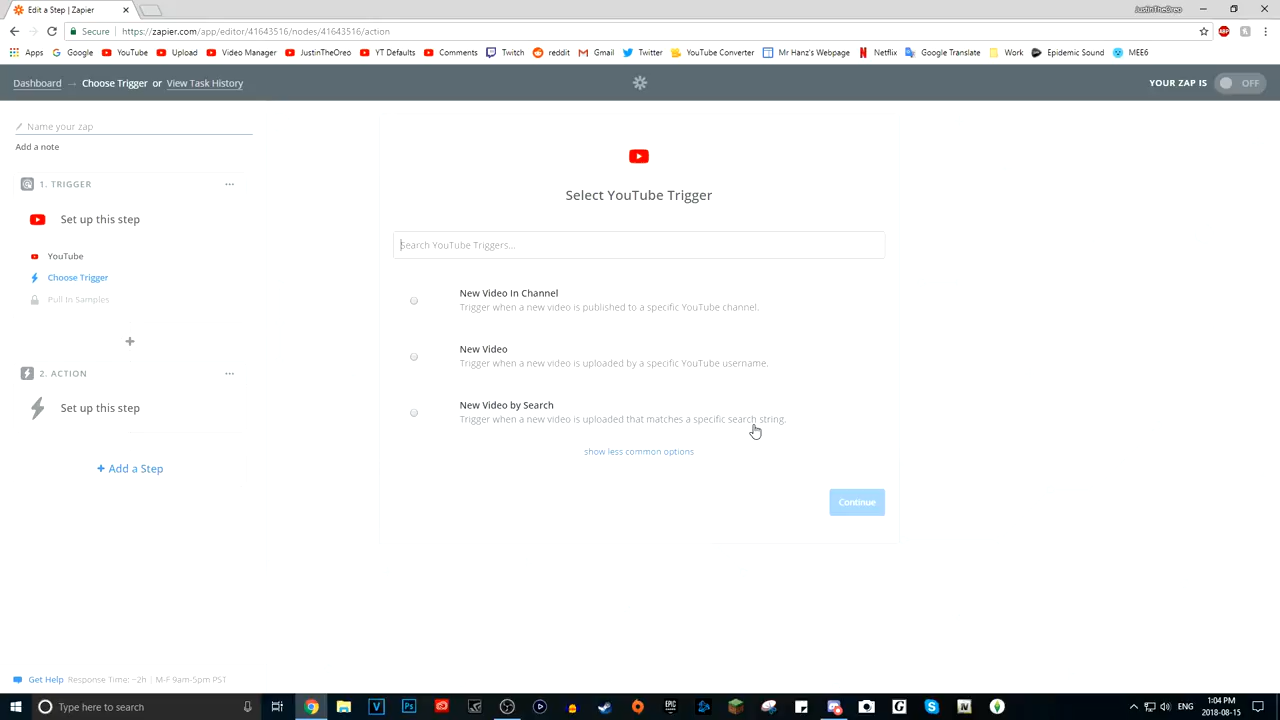 Edit a Step | Zapier
JustinTheOreo
Secure
https://zapier.com/app/editor/41643516/nodes/41643516/action
Apps Google YouTube Upload Video Manager JustinTheOreo YT Defaults Comments Twitch reddit Gmail Twitter YouTube Converter Mr Hanz's Webpage Netflix Google Translate Work Epidemic Sound MEE6
Dashboard → Choose Trigger or View Task History
YOUR ZAP IS OFF
Name your zap
Add a note
1. TRIGGER
Set up this step
YouTube
Choose Trigger
Pull In Samples
2. ACTION
Set up this step
+ Add a Step
Select YouTube Trigger
Search YouTube Triggers...
New Video In Channel
Trigger when a new video is published to a specific YouTube channel.
New Video
Trigger when a new video is uploaded by a specific YouTube username.
New Video by Search
Trigger when a new video is uploaded that matches a specific search string.
show less common options
Continue
Get Help Response Time: ~2h | M-F 9am-5pm PST
Type here to search
1:04 PM
2018-08-15